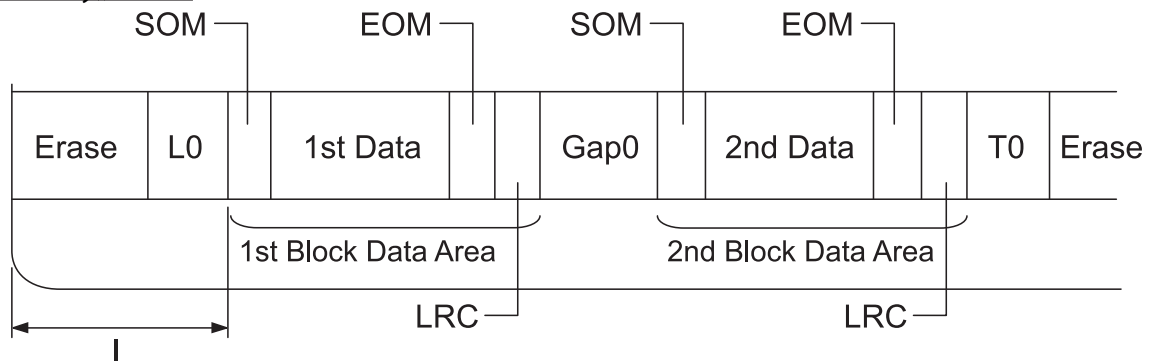 SOM EOM SOM EOM
Erase L0 1st Data Gap0 2nd Data T0 Erase
1st Block Data Area 2nd Block Data Area
LRC LRC